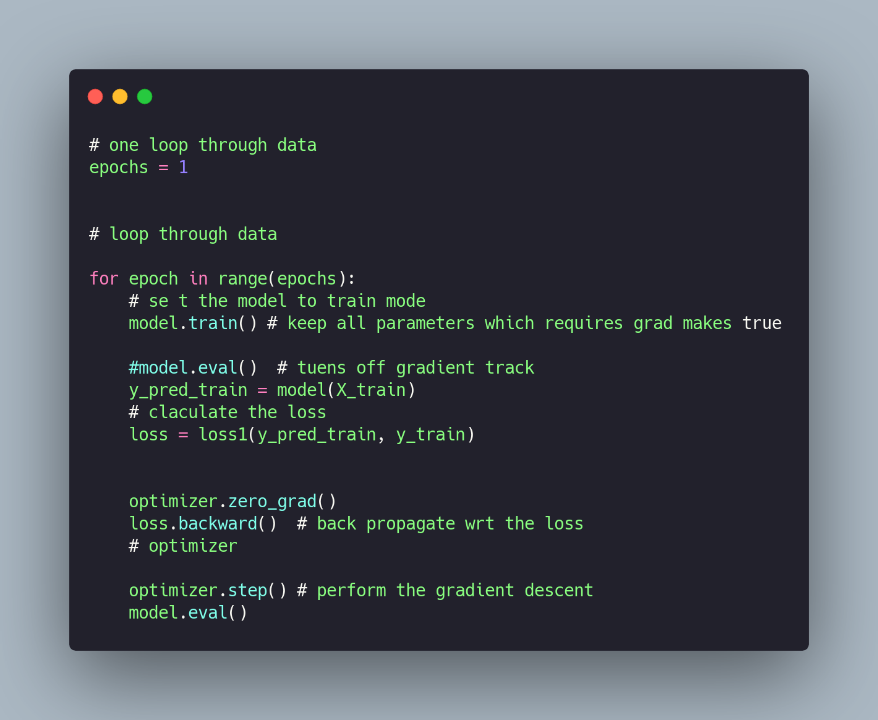 # one loop through data
epochs = 1
# loop through data
for epoch in range(epochs):
# se t the model to train mode
model.train() # keep all parameters which requires grad makes true
#model.eval()  # tuens off gradient track
y_pred_train = model(X_train)
# claculate the loss
loss = loss1(y_pred_train, y_train)
optimizer.zero_grad()
loss.backward()  # back propagate wrt the loss
# optimizer
optimizer.step() # perform the gradient descent
model.eval()